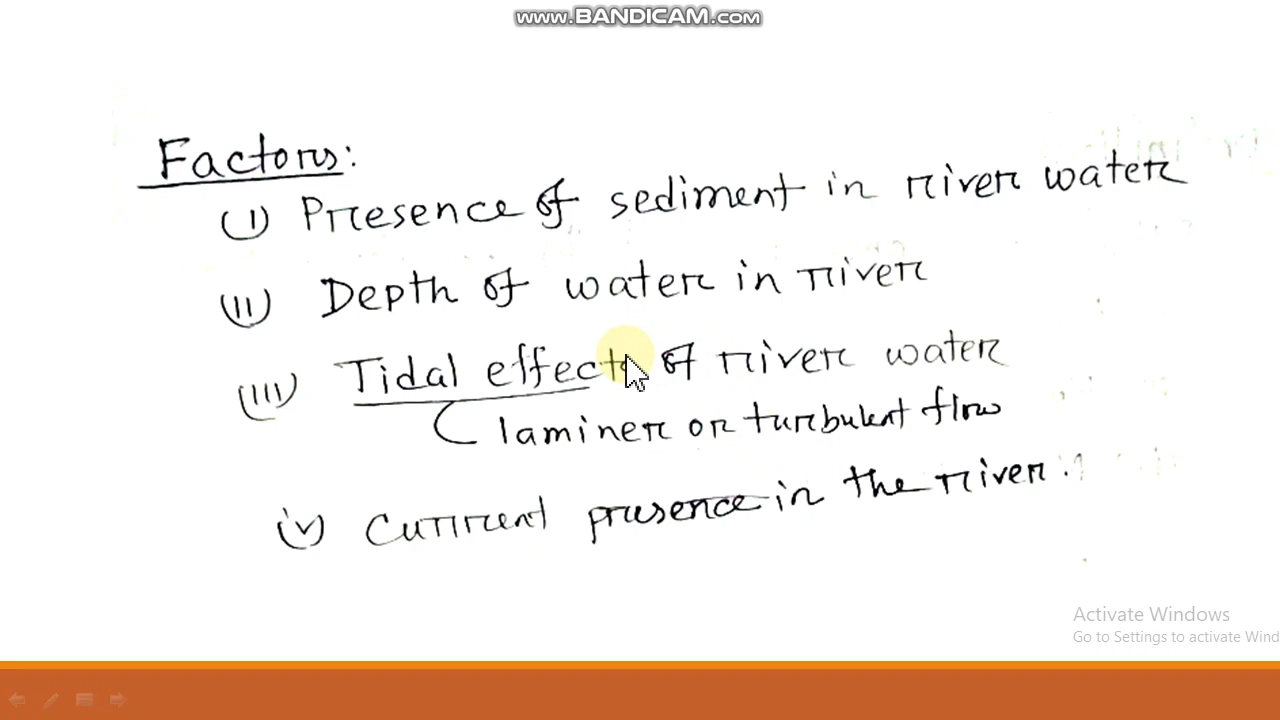 www.BANDICAM.com
Factors:
(i) Presence of sediment in river water
(ii) Depth of water in river
(iii) Tidal effects of river water
laminer or turbulent flow
(iv) Current presence in the river.
Activate Windows
Go to Settings to activate Wind